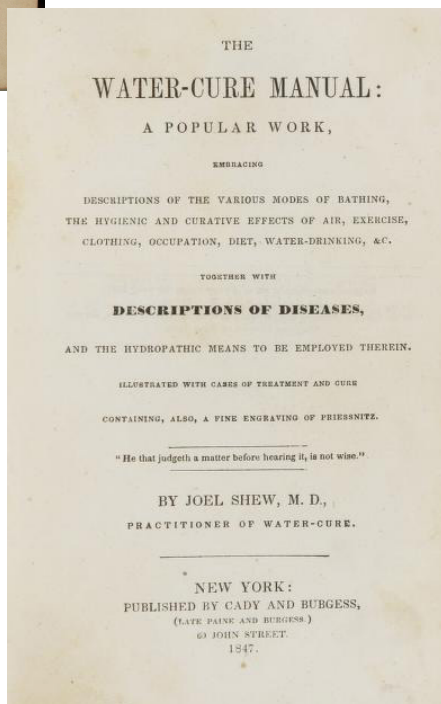 THE
WATER-CURE MANUAL:
A POPULAR WORK,
EMBRACING
DESCRIPTIONS OF THE VARIOUS MODES OF BATHING,
THE HYGIENIC AND CURATIVE EFFECTS OF AIR, EXERCISE,
CLOTHING, OCCUPATION, DIET, WATER-DRINKING, &C.
TOGETHER WITH
DESCRIPTIONS OF DISEASES,
AND THE HYDROPATHIC MEANS TO BE EMPLOYED THEREIN.
ILLUSTRATED WITH CASES OF TREATMENT AND CURE
CONTAINING, ALSO, A FINE ENGRAVING OF PRIESSNITZ.
"He that judgeth a matter before hearing it, is not wise."
BY JOEL SHEW, M. D.,
PRACTITIONER OF WATER-CURE.
NEW YORK:
PUBLISHED BY CADY AND BURGESS,
(LATE PAINE AND BURGESS.)
60 JOHN STREET.
1847.